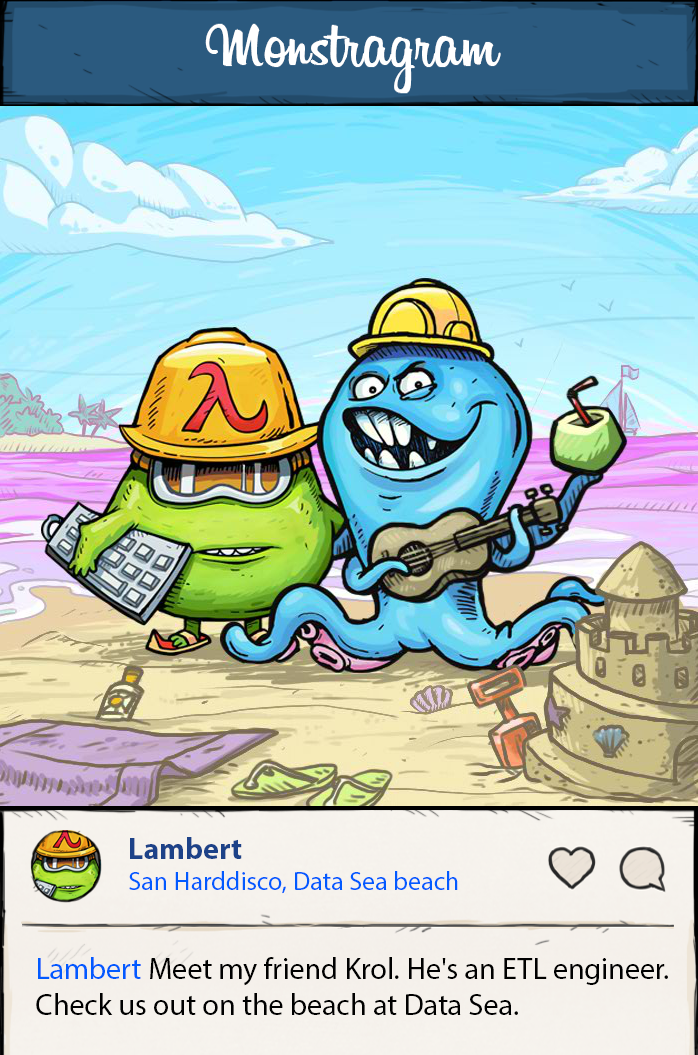 Monstragram
λ
Lambert
San Harddisco, Data Sea beach
Lambert Meet my friend Krol. He's an ETL engineer.
Check us out on the beach at Data Sea.